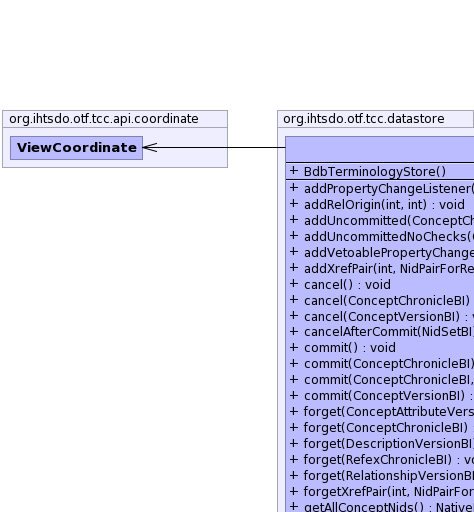 org.ihtsdo.otf.tcc.api.coordinate
ViewCoordinate
org.ihtsdo.otf.tcc.datastore
+ BdbTerminologyStore()
+ addPropertyChangeListener(
+ addRelOrigin(int, int) : void
+ addUncommitted(ConceptCh
+ addUncommittedNoChecks(
+ addVetoablePropertyChange
+ addXrefPair(int, NidPairForRe
+ cancel() : void
+ cancel(ConceptChronicleBI)
+ cancel(ConceptVersionBI) : v
+ cancelAfterCommit(NidSetBI
+ commit() : void
+ commit(ConceptChronicleBI)
+ commit(ConceptChronicleBI,
+ commit(ConceptVersionBI) :
+ forget(ConceptAttributeVers
+ forget(ConceptChronicleBI)
+ forget(DescriptionVersionBI
+ forget(RefexChronicleBI) : vo
+ forget(RelationshipVersionBI
+ forgetXrefPair(int, NidPairFor
+ getAllConceptNids() : Native